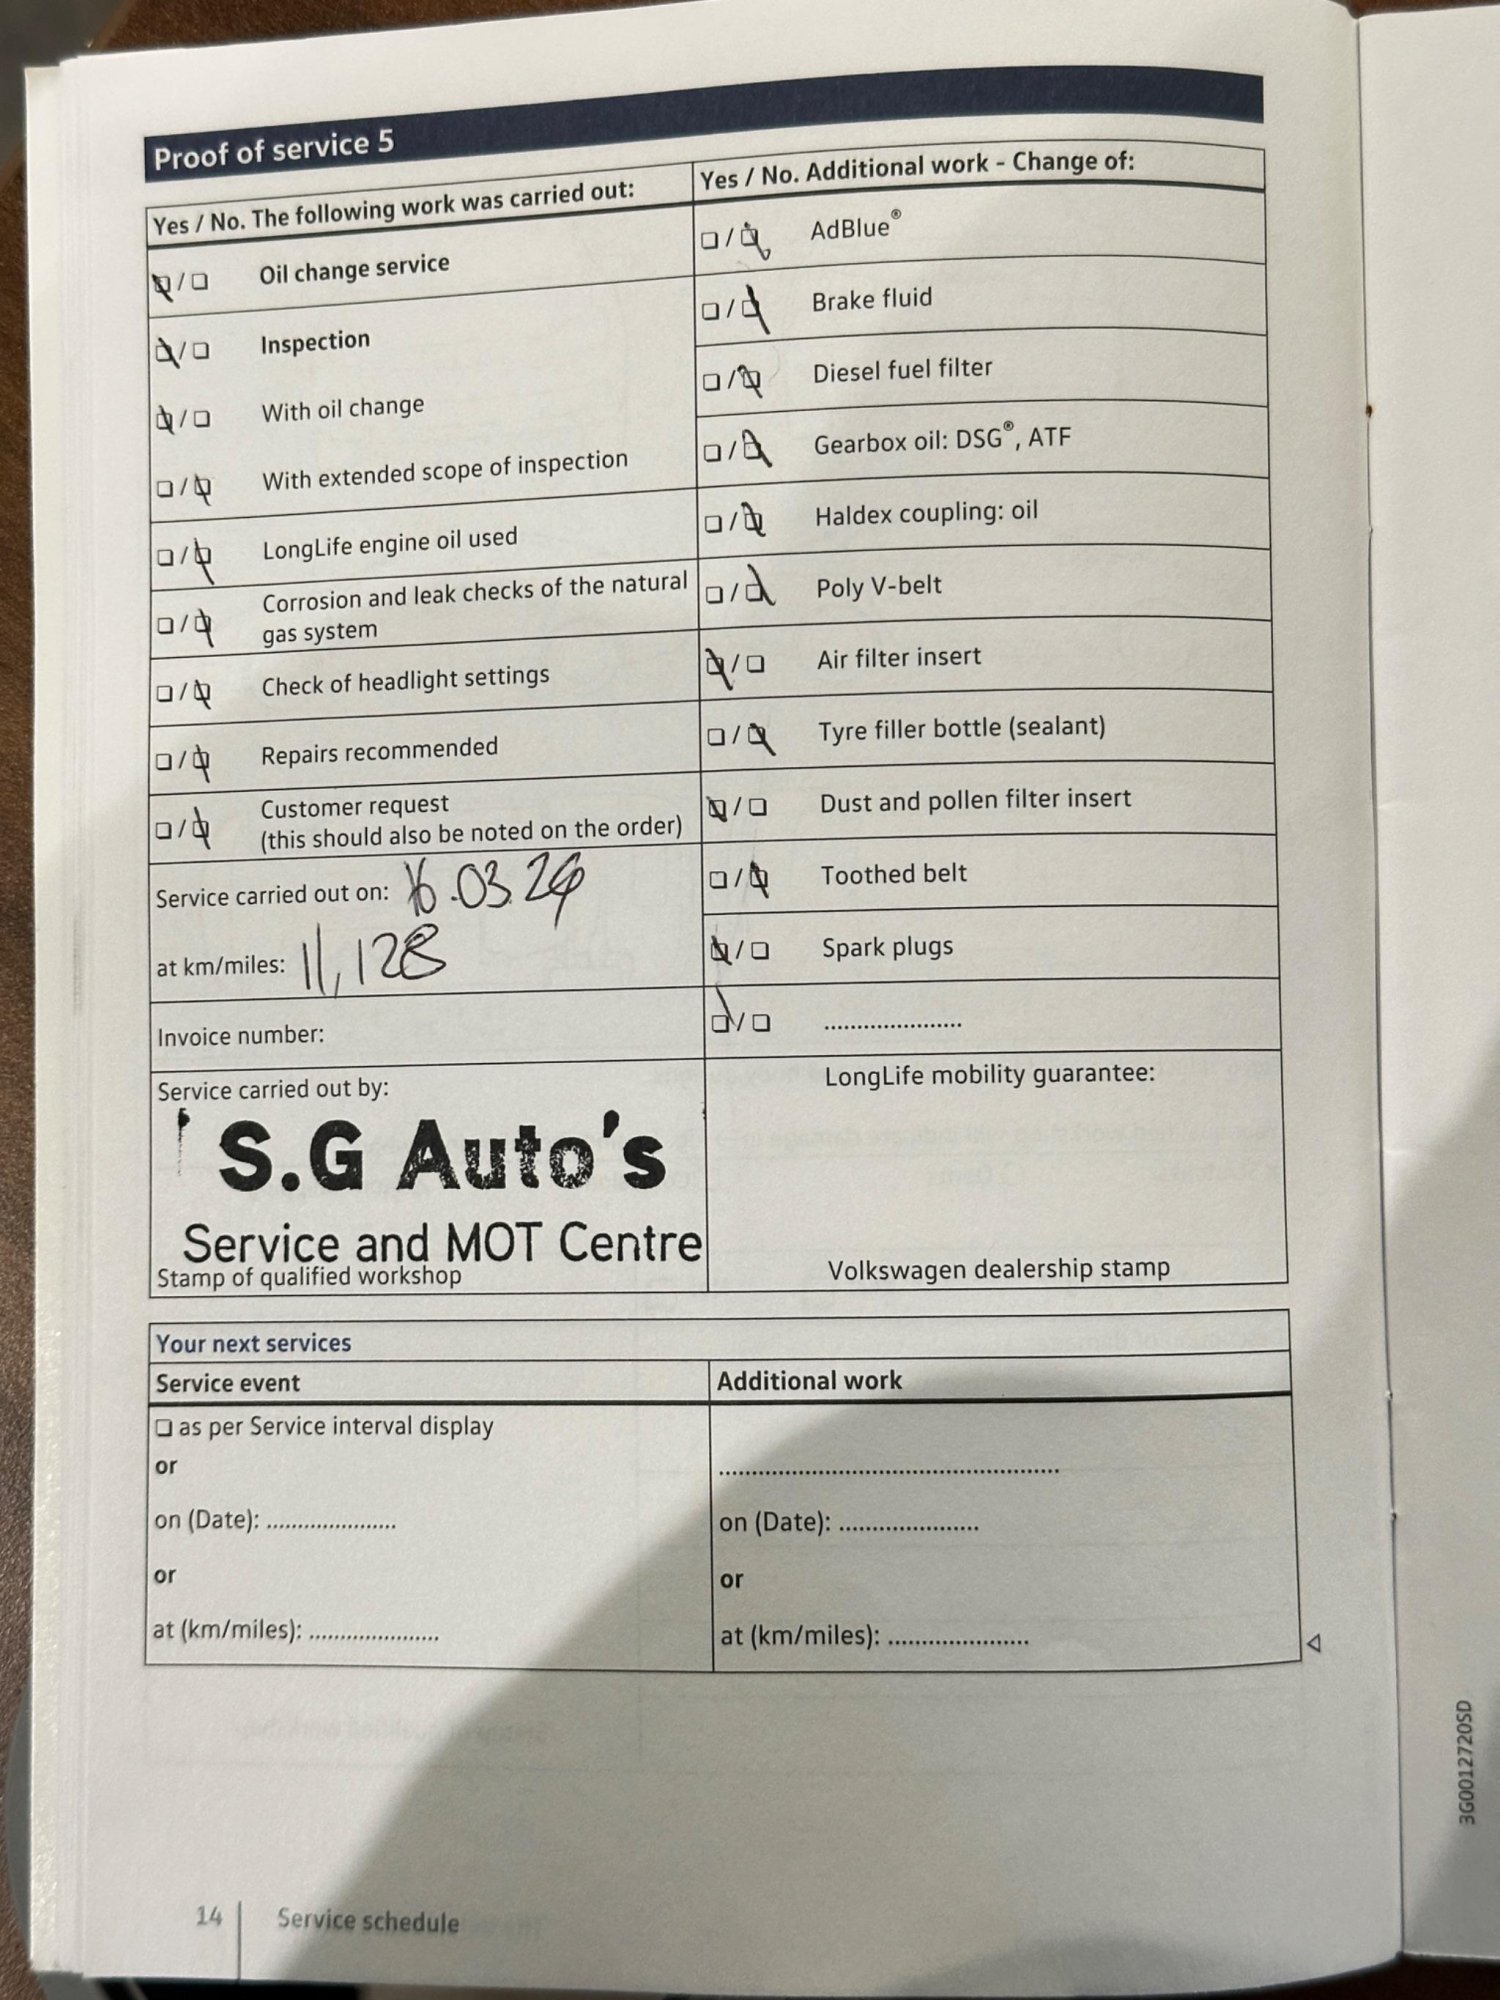 Proof of service 5
Yes / No. The following work was carried out:
Oil change service
Inspection
With oil change
With extended scope of inspection
LongLife engine oil used
Corrosion and leak checks of the natural
gas system
Check of headlight settings
Repairs recommended
Customer request
(this should also be noted on the order)
Service carried out on: 16.03.24
at km/miles: 11,128
Invoice number:
Service carried out by:
S.G Auto's
Service and MOT Centre
Stamp of qualified workshop
Yes / No. Additional work - Change of:
AdBlue®
Brake fluid
Diesel fuel filter
Gearbox oil: DSG®, ATF
Haldex coupling: oil
Poly V-belt
Air filter insert
Tyre filler bottle (sealant)
Dust and pollen filter insert
Toothed belt
Spark plugs
......................
LongLife mobility guarantee:
Volkswagen dealership stamp
Your next services
Service event
as per Service interval display
or
on (Date): .....................
or
at (km/miles): .....................
Additional work
......................................................
on (Date): ......................
or
at (km/miles): ......................
14
Service schedule
3G0012720SD